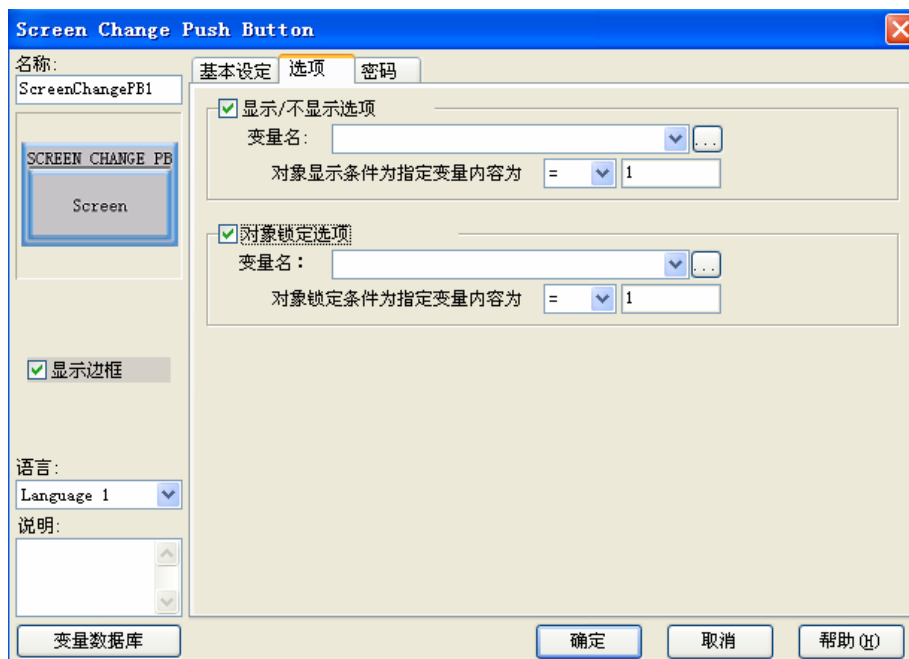 Screen Change Push Button
名称:
ScreenChangePB1
SCREEN CHANGE PB
Screen
显示边框
语言:
Language 1
说明:
变量数据库
基本设定 选项 密码
显示/不显示选项
变量名:
...
对象显示条件为指定变量内容为 = 1
对象锁定选项
变量名：
...
对象锁定条件为指定变量内容为 = 1
确定 取消 帮助(H)